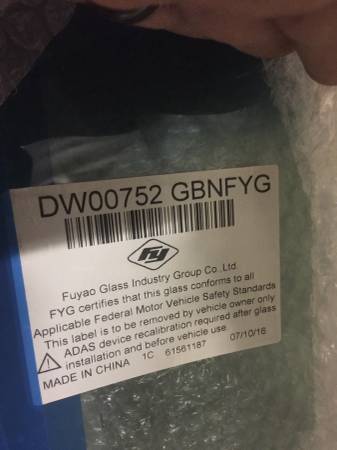 DW00752 GBNFYG
FY
Fuyao Glass Industry Group Co., Ltd.
FYG certifies that this glass conforms to all
Applicable Federal Motor Vehicle Safety Standards
This label is to be removed by vehicle owner only
ADAS device recalibration required after glass
installation and before vehicle use.
MADE IN CHINA 1C 61561187 07/10/16